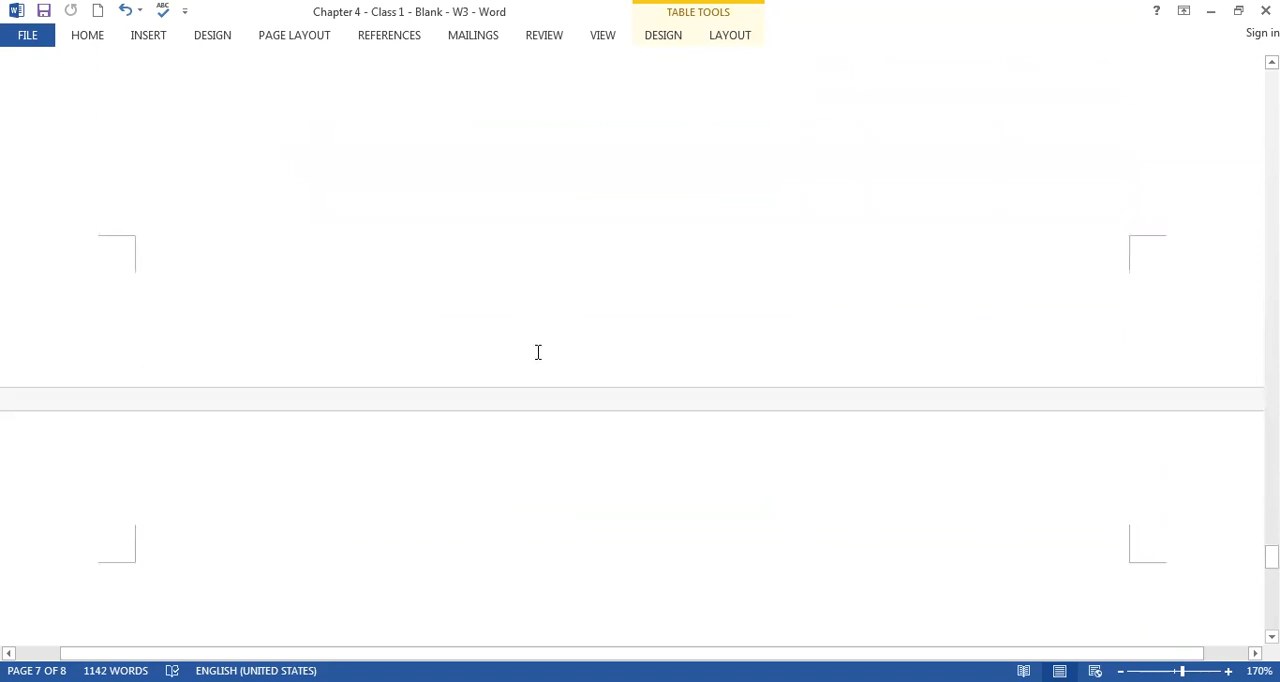 Chapter 4 - Class 1 - Blank - W3 - Word
TABLE TOOLS
?
FILE
HOME
INSERT
DESIGN
PAGE LAYOUT
REFERENCES
MAILINGS
REVIEW
VIEW
DESIGN
LAYOUT
Sign in
PAGE 7 OF 8
1142 WORDS
ENGLISH (UNITED STATES)
170%